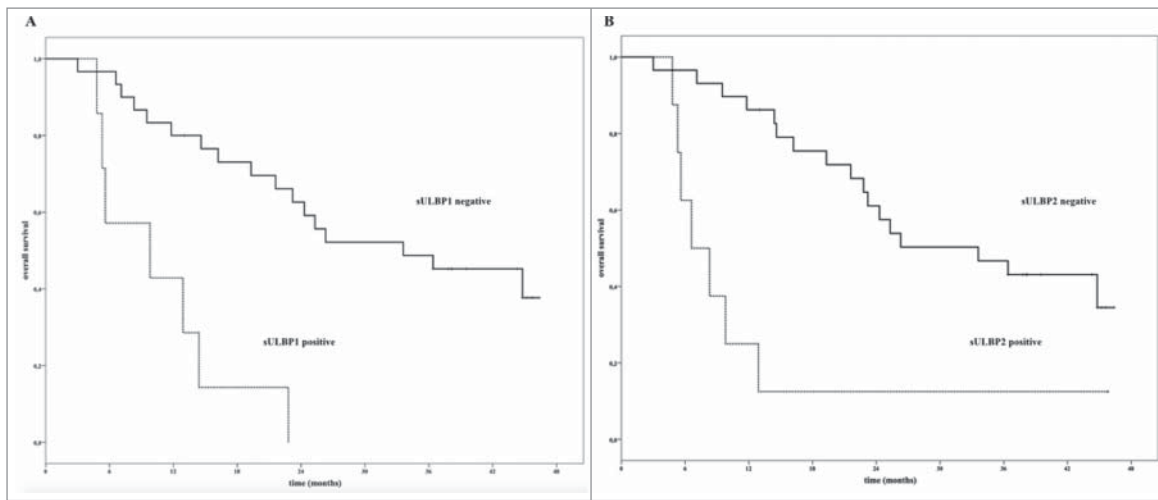 A
overall survival
1,0
0,8
0,6
0,4
0,2
0,0
sULBP1 negative
sULBP1 positive
0 6 12 18 24 30 36 42 48
time (months)
B
overall survival
1,0
0,8
0,6
0,4
0,2
0,0
sULBP2 negative
sULBP2 positive
0 6 12 18 24 30 36 42 48
time (months)